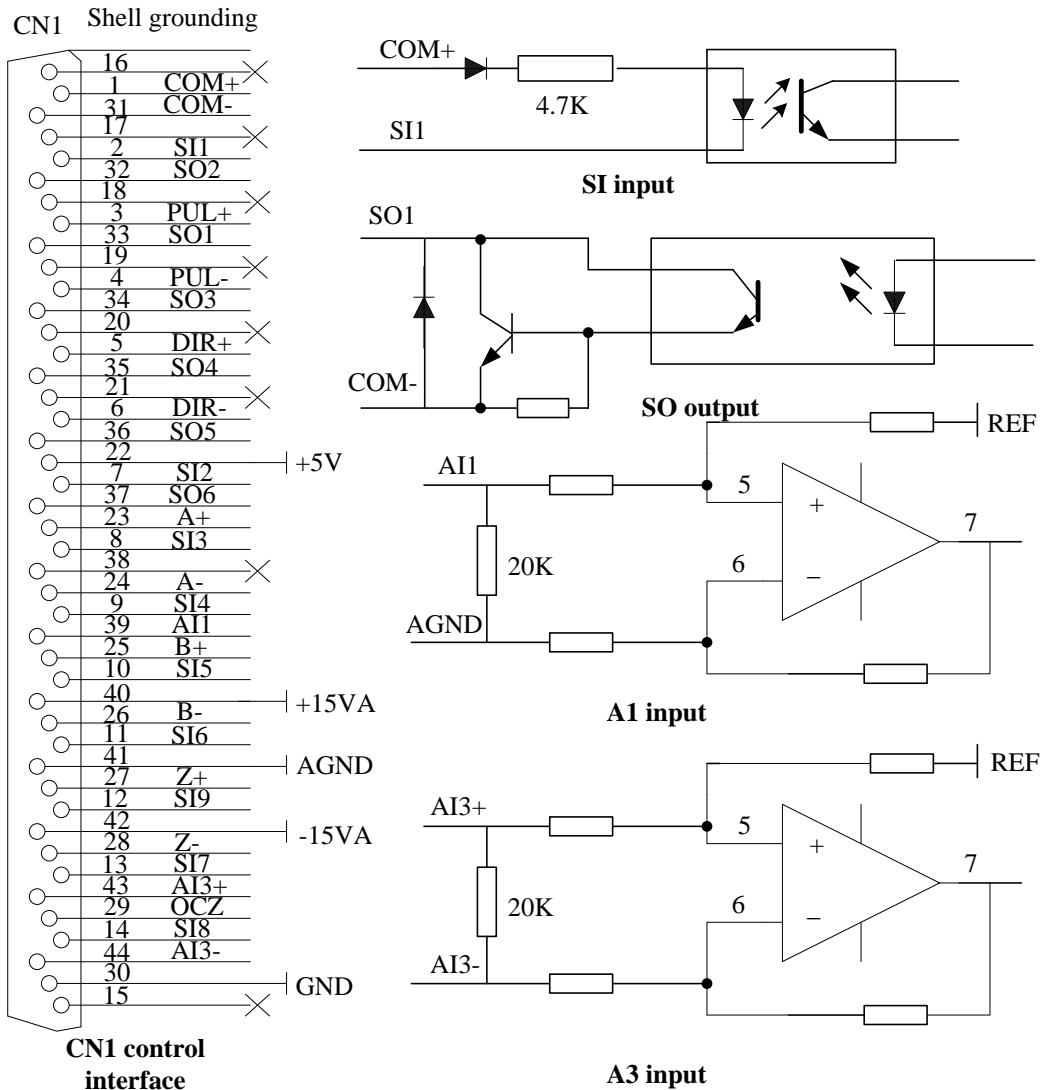 CN1 Shell grounding
16
1 COM+
31 COM-
17
2 SI1
32 SO2
18
3 PUL+
33 SO1
19
4 PUL-
34 SO3
20
5 DIR+
35 SO4
21
6 DIR-
36 SO5
22 +5V
7 SI2
37 SO6
23 A+
8 SI3
38
24 A-
9 SI4
39 AI1
25 B+
10 SI5
40 +15VA
26 B-
11 SI6
41 AGND
27 Z+
12 SI9
42 -15VA
28 Z-
13 SI7
43 AI3+
29 OCZ
14 SI8
44 AI3-
30 GND
15
CN1 control
interface
COM+
4.7K
SI1
SI input
SO1
COM-
SO output
REF
AI1
5
+
7
20K
6
−
AGND
A1 input
REF
AI3+
5
+
7
20K
6
−
AI3-
A3 input